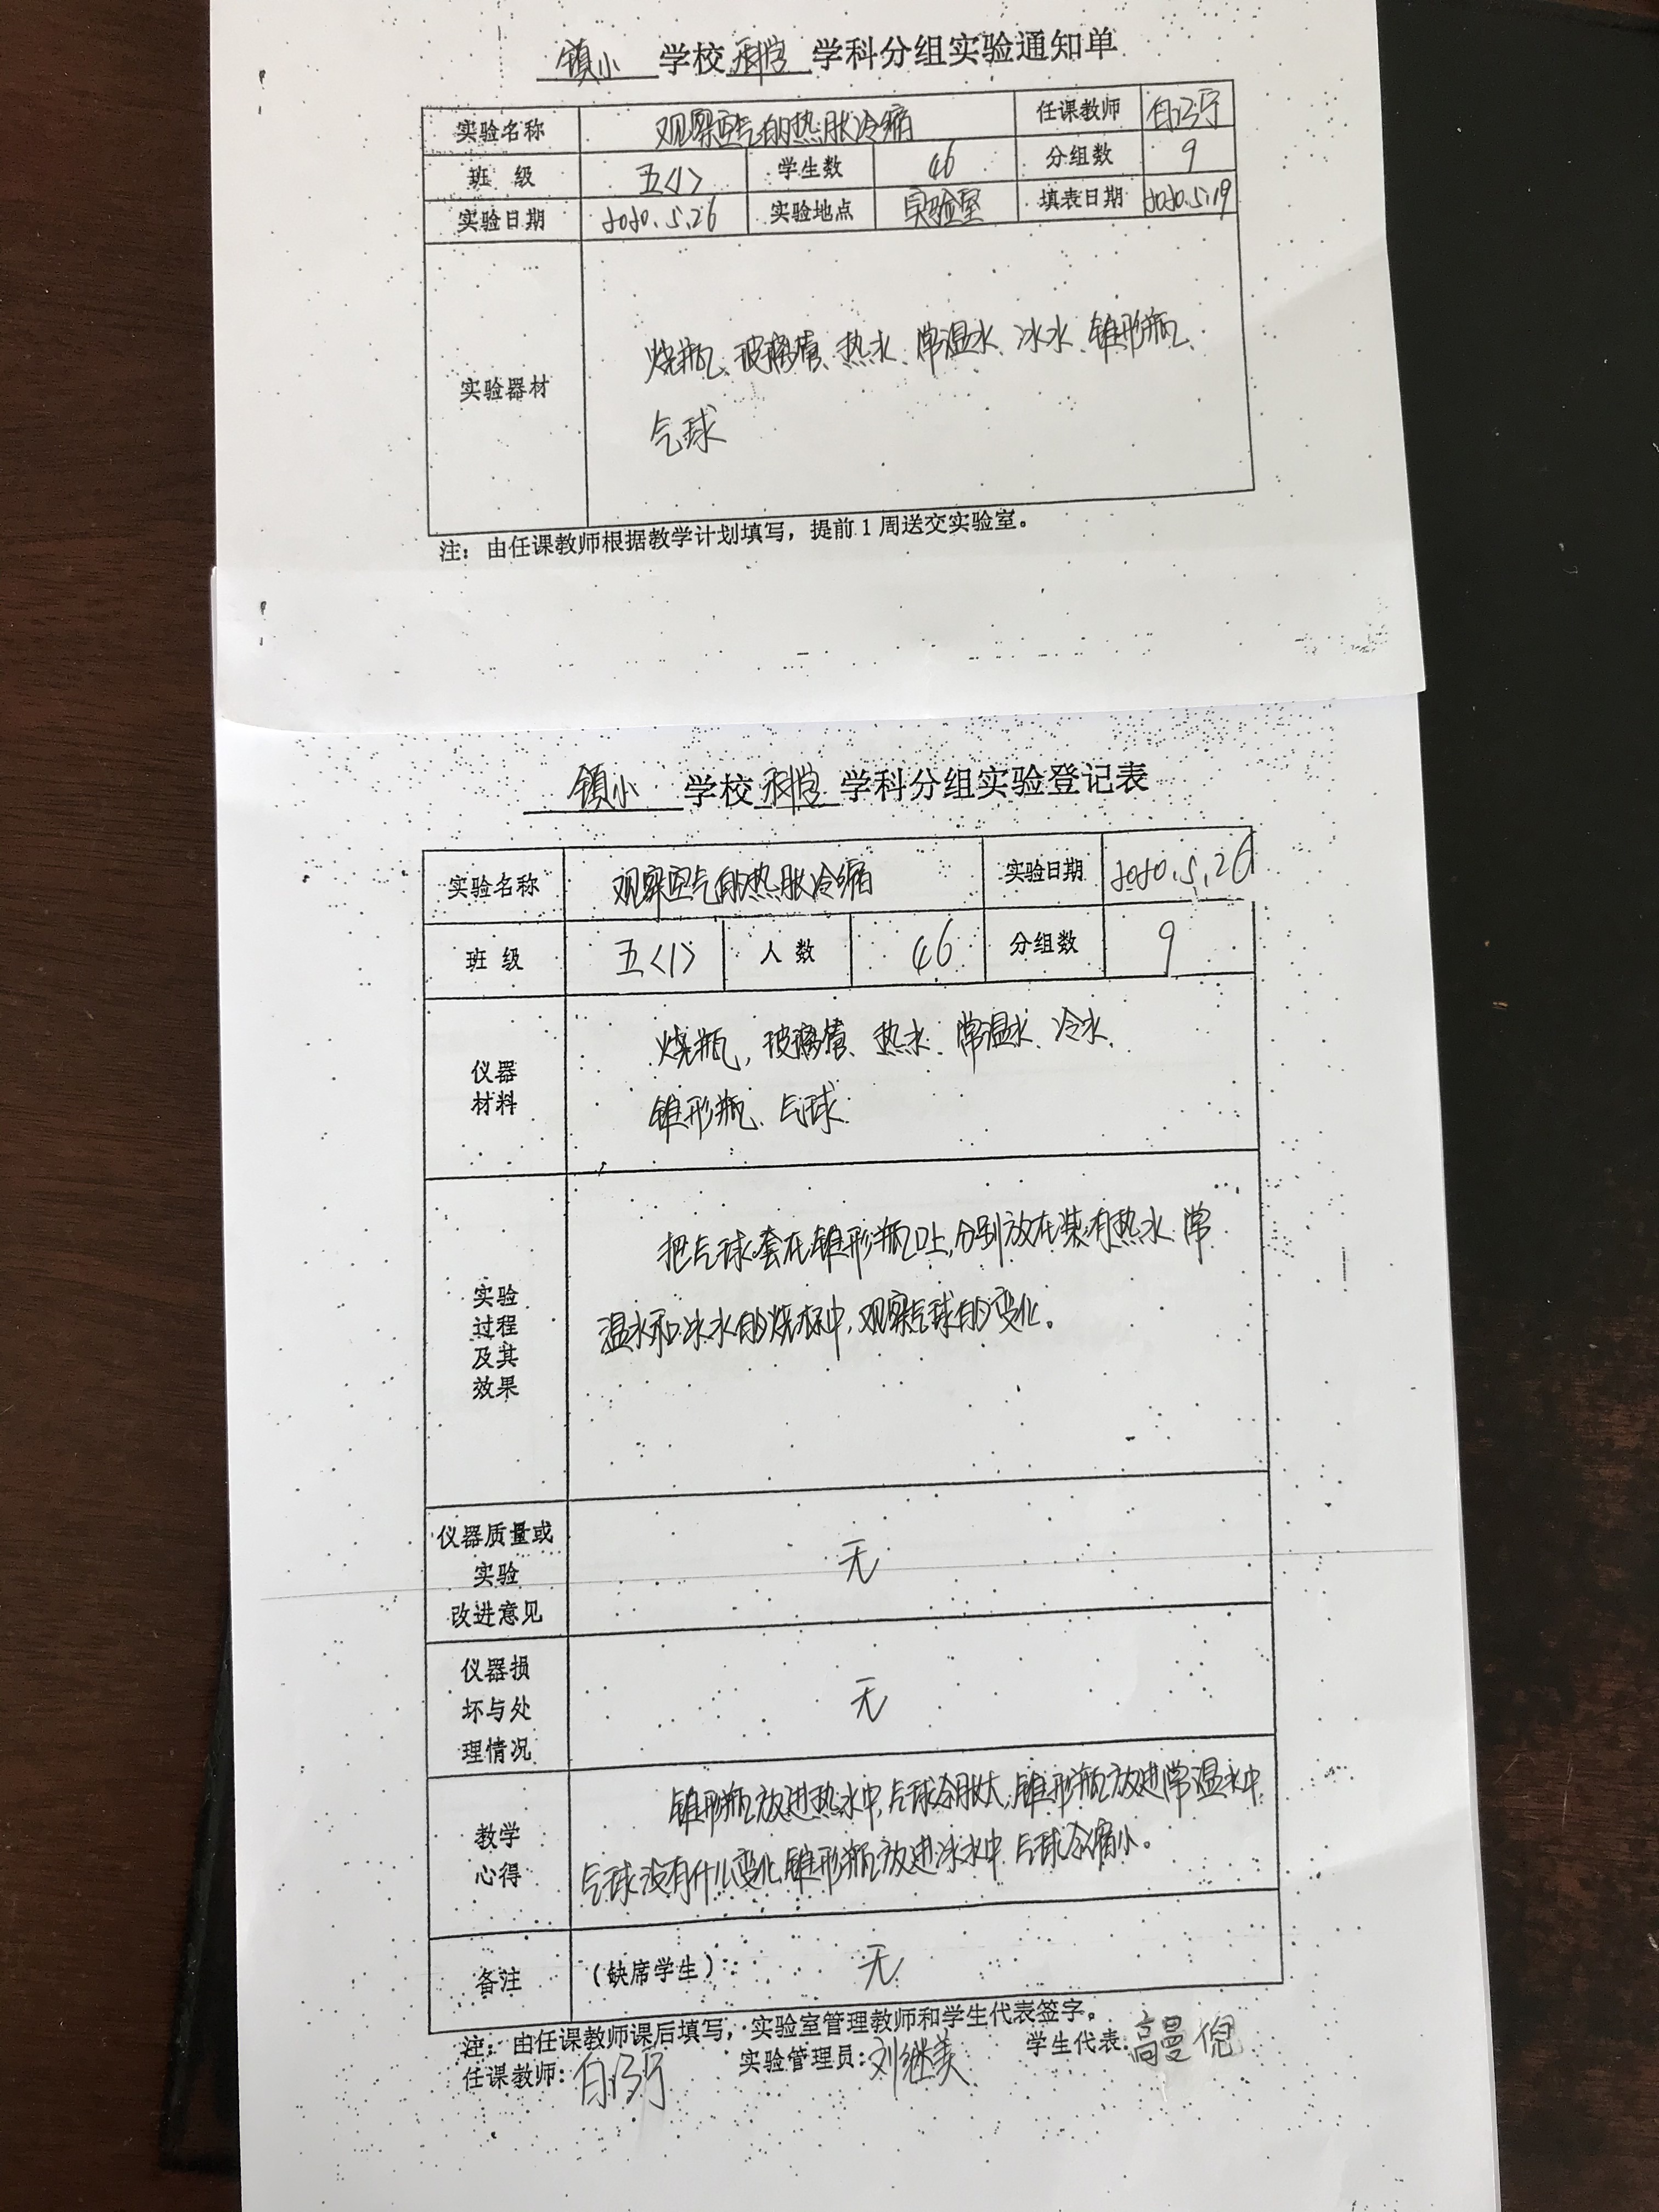 镇小 学校 科学 学科分组实验通知单
实验名称 观察空气的热胀冷缩 任课教师
班 级 五<1> 学生数 46 分组数 9
实验日期 2020.5.26 实验地点 实验室 填表日期 2020.5.19
实验器材
烧瓶、玻璃管、热水、常温水、冰水、锥形瓶、
气球
注：由任课教师根据教学计划填写，提前1周送交实验室。
镇小 学校 科学 学科分组实验登记表
实验名称 观察空气的热胀冷缩 实验日期 2020.5.26
班 级 五<1> 人 数 46 分组数 9
仪器
材料
烧瓶，玻璃管、热水、常温水、冷水、
锥形瓶、气球
实验
过程
及其
效果
把气球套在锥形瓶口上，分别放在装有热水、常
温水和冰水的烧杯中，观察气球的变化。
仪器质量或
实验
改进意见
无
仪器损
坏与处
理情况
无
教学
心得
锥形瓶放进热水中，气球会胀大，锥形瓶放进常温水中，
气球没有什么变化，锥形瓶放进冰水中，气球会缩小。
备注 (缺席学生) 无
注：由任课教师课后填写，实验室管理教师和学生代表签字。
任课教师： 实验管理员：刘继美 学生代表：高曼倪